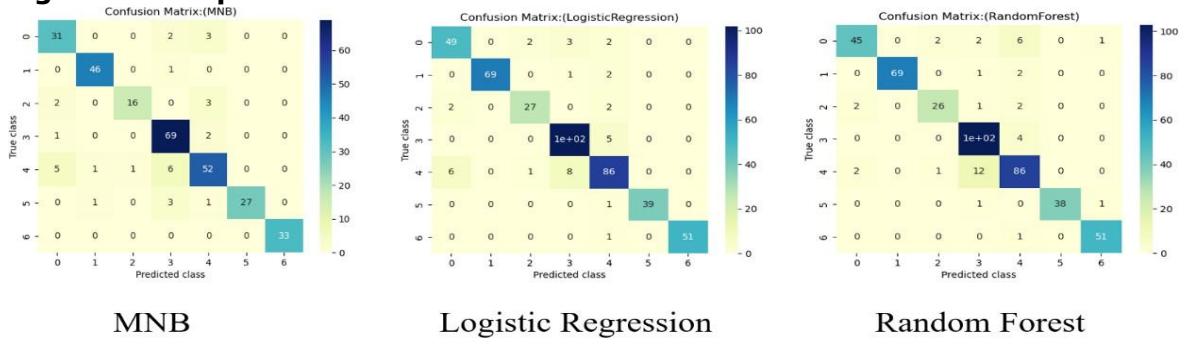 Confusion Matrix:(MNB)
True class
0 31 0 0 2 3 0 0
1 0 46 0 1 0 0 0
2 2 0 16 0 3 0 0
3 1 0 0 69 2 0 0
4 5 1 1 6 52 0 0
5 0 1 0 3 1 27 0
6 0 0 0 0 0 0 33
0 1 2 3 4 5 6
Predicted class
60
50
40
30
20
10
0
MNB
Confusion Matrix:(LogisticRegression)
True class
0 49 0 2 3 2 0 0
1 0 69 0 1 2 0 0
2 2 0 27 0 2 0 0
3 0 0 0 1e+02 5 0 0
4 6 0 1 8 86 0 0
5 0 0 0 0 1 39 0
6 0 0 0 0 1 0 51
0 1 2 3 4 5 6
Predicted class
100
80
60
40
20
0
Logistic Regression
Confusion Matrix:(RandomForest)
True class
0 45 0 2 2 6 0 1
1 0 69 0 1 2 0 0
2 2 0 26 1 2 0 0
3 0 0 0 1e+02 4 0 0
4 2 0 1 12 86 0 0
5 0 0 0 1 0 38 1
6 0 0 0 0 1 0 51
0 1 2 3 4 5 6
Predicted class
100
80
60
40
20
0
Random Forest